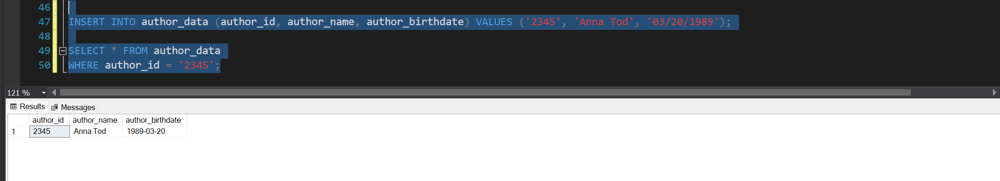 46
47 INSERT INTO author_data (author_id, author_name, author_birthdate) VALUES ('2345', 'Anna Tod', '03/20/1989');
48
49 SELECT * FROM author_data
50 WHERE author_id = '2345';
121 %
Results Messages
author_id author_name author_birthdate
1 2345 Anna Tod 1989-03-20